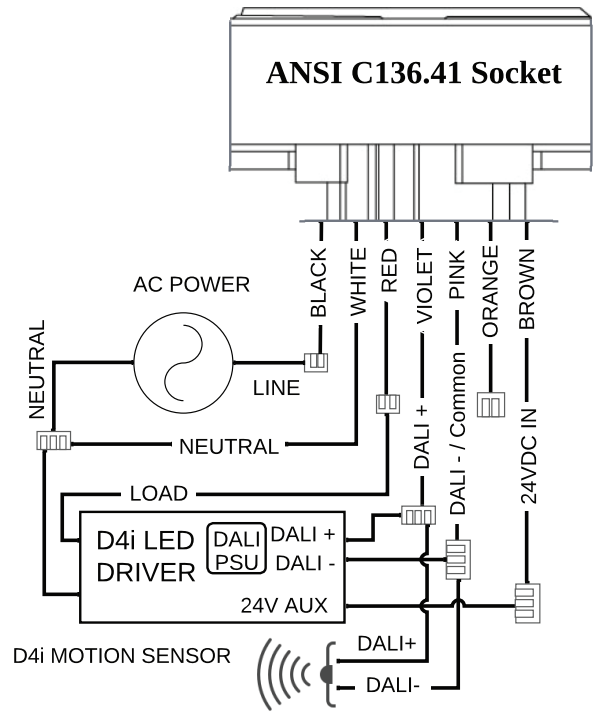 ANSI C136.41 Socket
BLACK
WHITE
RED
VIOLET
PINK
ORANGE
BROWN
AC POWER
NEUTRAL
LINE
NEUTRAL
DALI +
DALI - / Common
24VDC IN
LOAD
D4i LED
DRIVER
DALI
PSU
DALI +
DALI -
24V AUX
D4i MOTION SENSOR
DALI+
DALI-